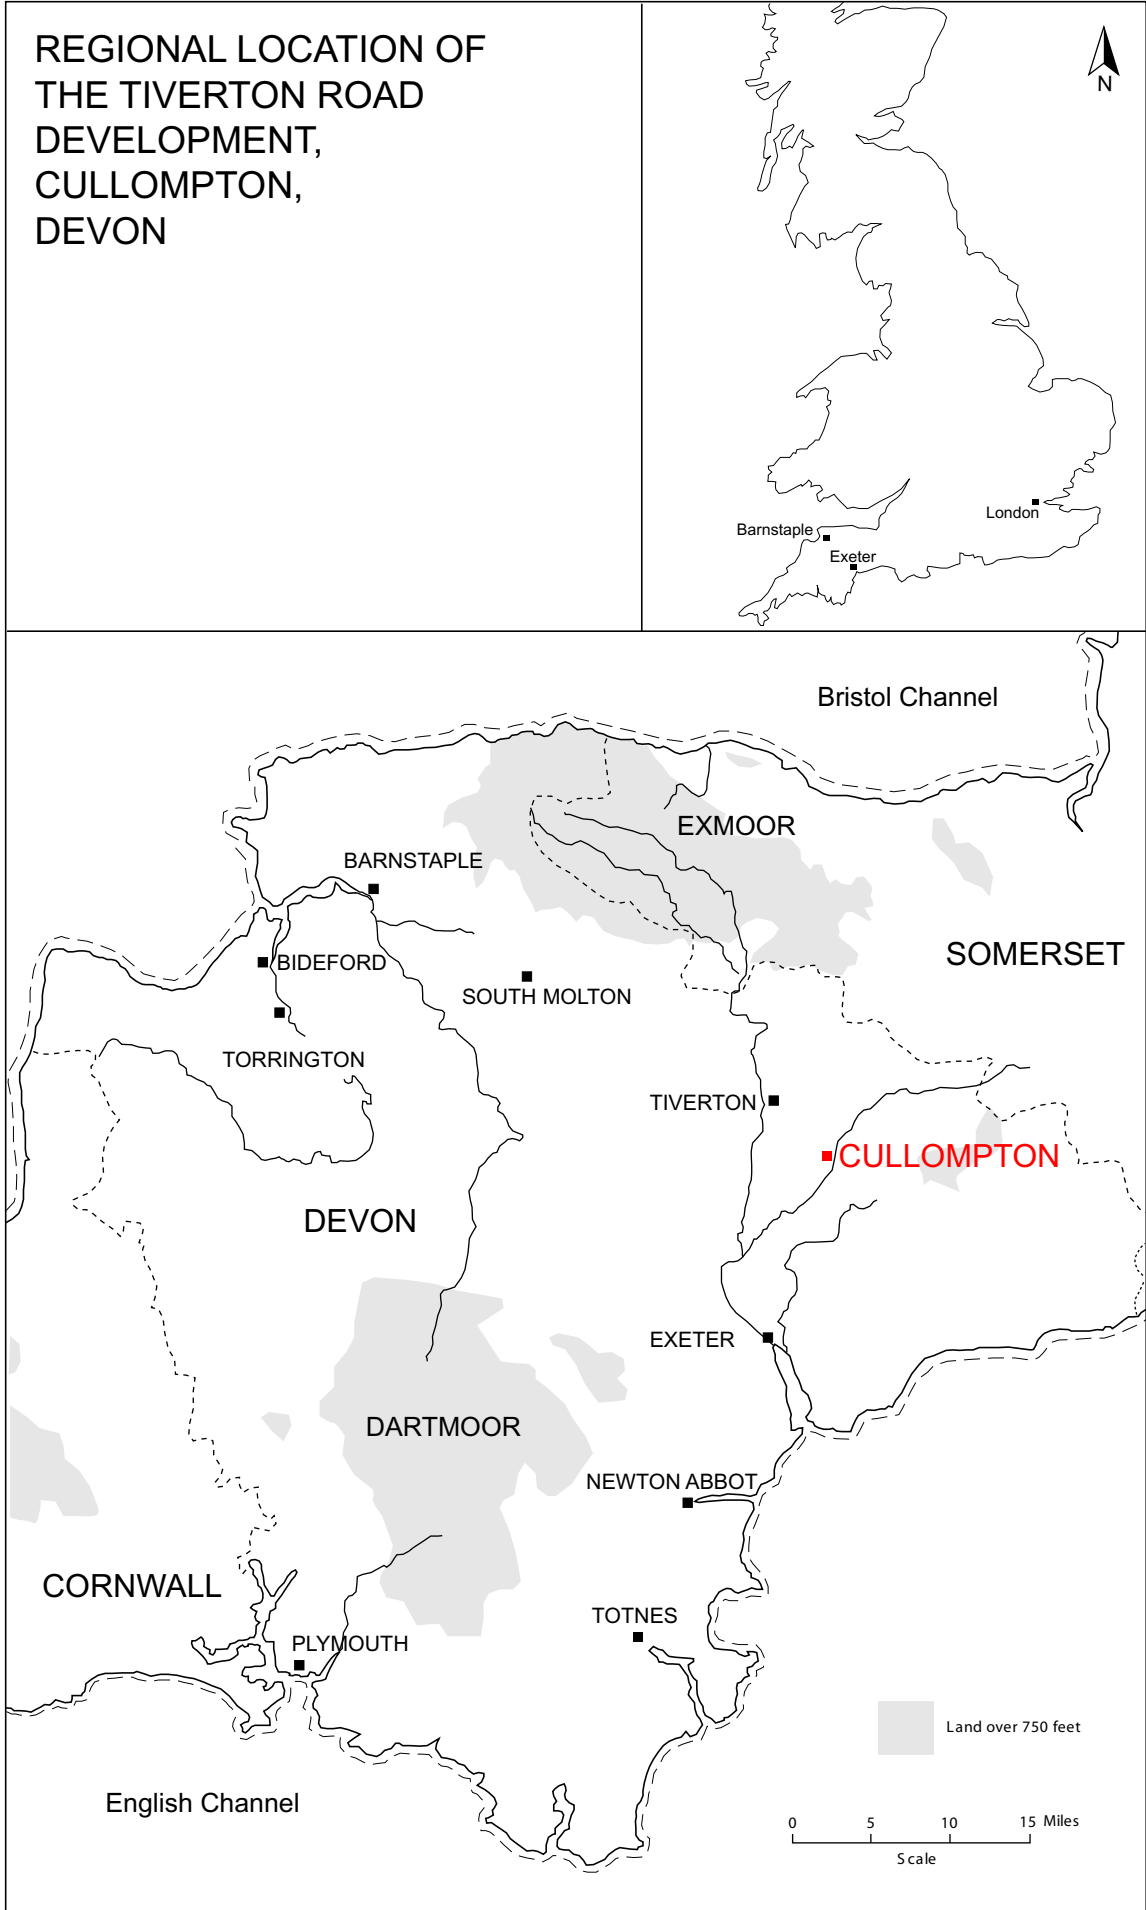 REGIONAL LOCATION OF
THE TIVERTON ROAD
DEVELOPMENT,
CULLOMPTON,
DEVON
N
London
Barnstaple
Exeter
Bristol Channel
EXMOOR
BARNSTAPLE
SOMERSET
BIDEFORD
SOUTH MOLTON
TORRINGTON
TIVERTON
CULLOMPTON
DEVON
EXETER
DARTMOOR
NEWTON ABBOT
CORNWALL
TOTNES
PLYMOUTH
Land over 750 feet
English Channel
0 5 10 15 Miles
Scale